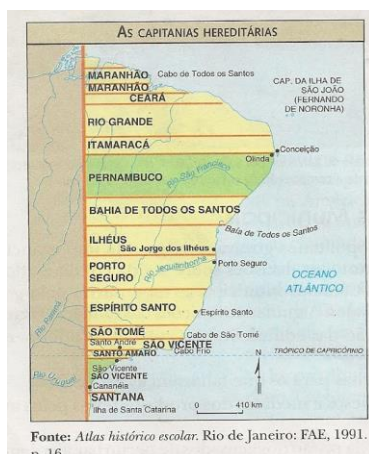 AS CAPITANIAS HEREDITÁRIAS
MARANHÃO
Cabo de Todos os Santos
MARANHÃO
CEARÁ
CAP. DA ILHA DE
SÃO JOÃO
(FERNANDO
DE NORONHA)
RIO GRANDE
ITAMARACÁ
Conceição
Olinda
Rio São Francisco
PERNAMBUCO
BAHIA DE TODOS OS SANTOS
Baía de Todos os Santos
ILHÉUS
São Jorge dos Ilhéus
Rio Jequitinhonha
Porto Seguro
PORTO
SEGURO
OCEANO
ATLÂNTICO
ESPÍRITO SANTO
Espírito Santo
SÃO TOMÉ
Cabo de São Tomé
Santo André
SÃO VICENTE
SANTO AMARO
Cabo Frio
N
TRÓPICO DE CAPRICÓRNIO
São Vicente
SÃO VICENTE
Rio Uruguai
Cananéia
SANTANA
Ilha de Santa Catarina
0 410 km
Fonte: Atlas histórico escolar. Rio de Janeiro: FAE, 1991.
p. 16